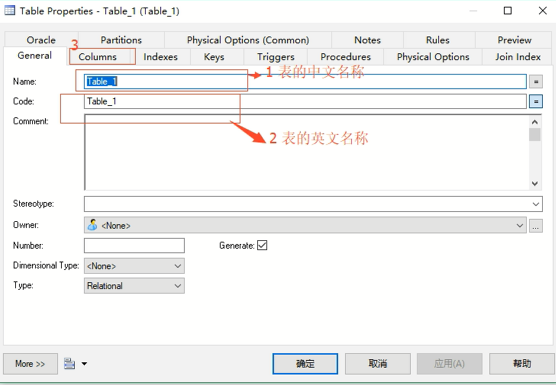 Table Properties - Table_1 (Table_1)
Oracle Partitions Physical Options (Common) Notes Rules Preview
3
General Columns Indexes Keys Triggers Procedures Physical Options Join Index
Name: Table_1 =
1 表的中文名称
Code: Table_1 =
Comment:
2 表的英文名称
Stereotype:
Owner: <None> ...
Number: Generate:
Dimensional Type: <None>
Type: Relational
More >> 确定 取消 应用(A) 帮助